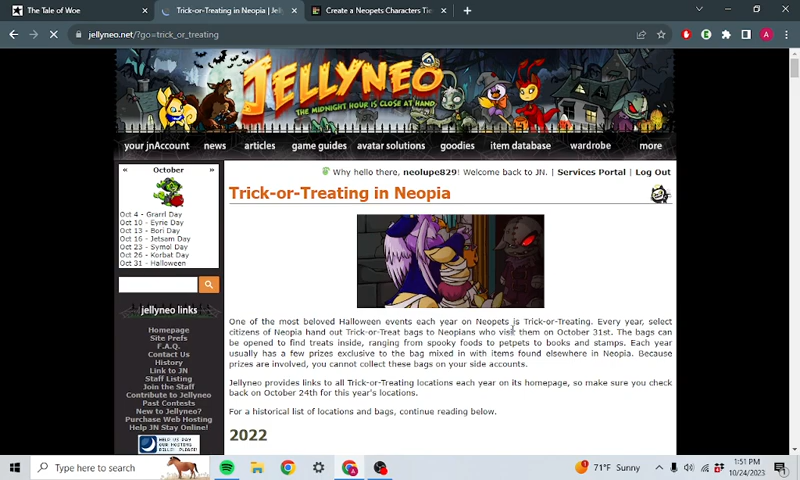 The Tale of Woe
Trick-or-Treating in Neopia | Jell
Create a Neopets Characters Tie
jellyneo.net/?go=trick_or_treating
A
JELLYNEO
THE MIDNIGHT HOUR IS CLOSE AT HAND
your jnAccount news articles game guides avatar solutions goodies item database wardrobe more
« October »
Oct 4 - Grarrl Day
Oct 10 - Eyrie Day
Oct 13 - Bori Day
Oct 16 - Jetsam Day
Oct 23 - Symol Day
Oct 26 - Korbat Day
Oct 31 - Halloween
jellyneo links
Homepage
Site Prefs
F.A.Q.
Contact Us
History
Link to JN
Staff Listing
Join the Staff
Contribute to Jellyneo
Past Contests
New to Jellyneo?
Purchase Web Hosting
Help JN Stay Online!
HELP US PAY
OUR HOSTING
BILLS! PLEASE!
Why hello there, neolupe829! Welcome back to JN. | Services Portal | Log Out
Trick-or-Treating in Neopia
One of the most beloved Halloween events each year on Neopets is Trick-or-Treating. Every year, select
citizens of Neopia hand out Trick-or-Treat bags to Neopians who visit them on October 31st. The bags can
be opened to find treats inside, ranging from spooky foods to petpets to books and stamps. Each year
usually has a few prizes exclusive to the bag mixed in with items found elsewhere in Neopia. Because
prizes are involved, you cannot collect these bags on your side accounts.
Jellyneo provides links to all Trick-or-Treating locations each year on its homepage, so make sure you check
back on October 24th for this year's locations.
For a historical list of locations and bags, continue reading below.
2022
Type here to search
71°F Sunny
1:51 PM
10/24/2023